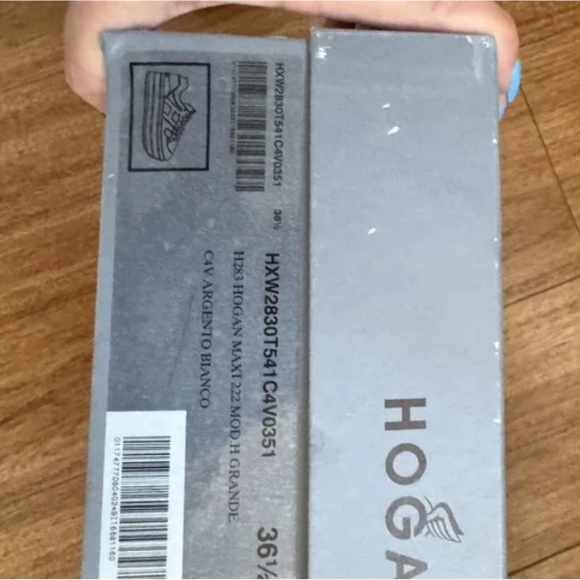 HXW2830T541C4V0351 36½
HXW2830T541C4V0351 36½
H283 HOGAN MAXI 222 MOD.H GRANDE
C4V ARGENTO BIANCO
HOGA